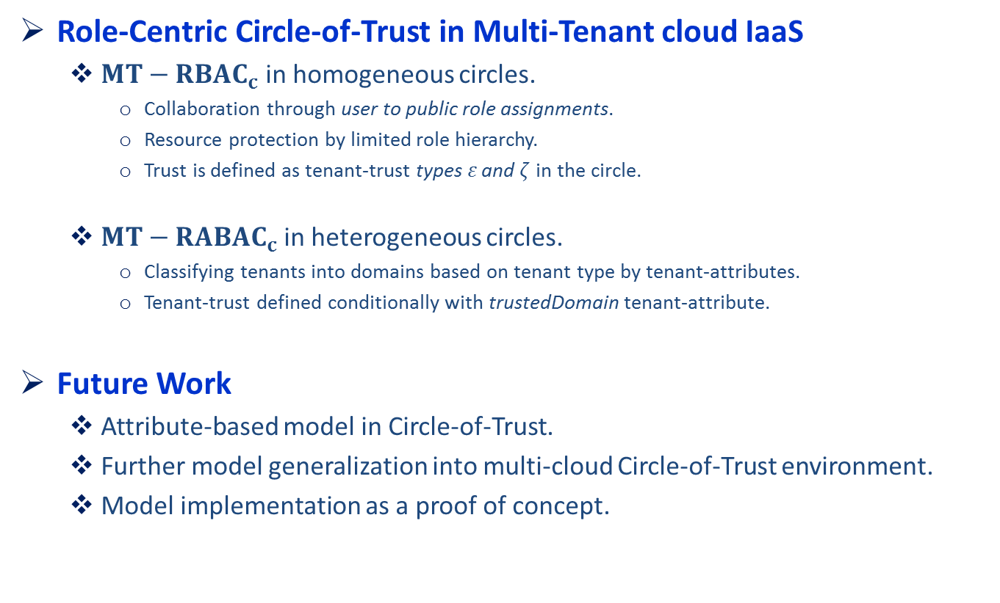 ➢ Role-Centric Circle-of-Trust in Multi-Tenant cloud IaaS
❖ MT − RBAC_c in homogeneous circles.
○ Collaboration through user to public role assignments.
○ Resource protection by limited role hierarchy.
○ Trust is defined as tenant-trust types ε and ζ in the circle.
❖ MT − RABAC_c in heterogeneous circles.
○ Classifying tenants into domains based on tenant type by tenant-attributes.
○ Tenant-trust defined conditionally with trustedDomain tenant-attribute.
➢ Future Work
❖ Attribute-based model in Circle-of-Trust.
❖ Further model generalization into multi-cloud Circle-of-Trust environment.
❖ Model implementation as a proof of concept.